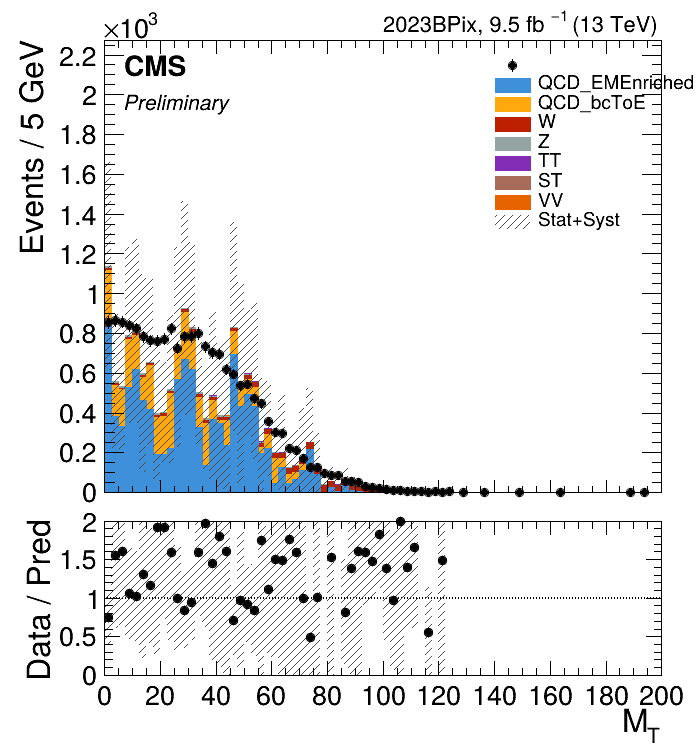 ×10³
2023BPix, 9.5 fb ⁻¹ (13 TeV)
CMS
Preliminary
QCD_EMEnriched
QCD_bcToE
W
Z
TT
ST
VV
Stat+Syst
Events / 5 GeV
2.2
2
1.8
1.6
1.4
1.2
1
0.8
0.6
0.4
0.2
0
Data / Pred
2
1.5
1
0.5
0
0 20 40 60 80 100 120 140 160 180 200
M_T